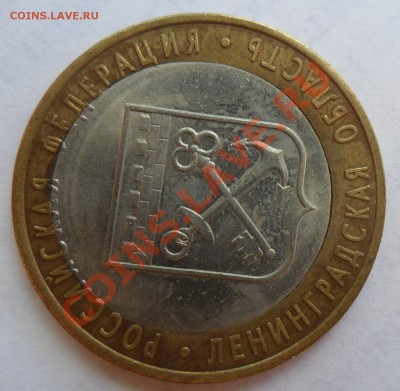 COINS.LAVE.RU
РОССИЙСКАЯ ФЕДЕРАЦИЯ • ЛЕНИНГРАДСКАЯ ОБЛАСТЬ •
COINS.LAVE.RU